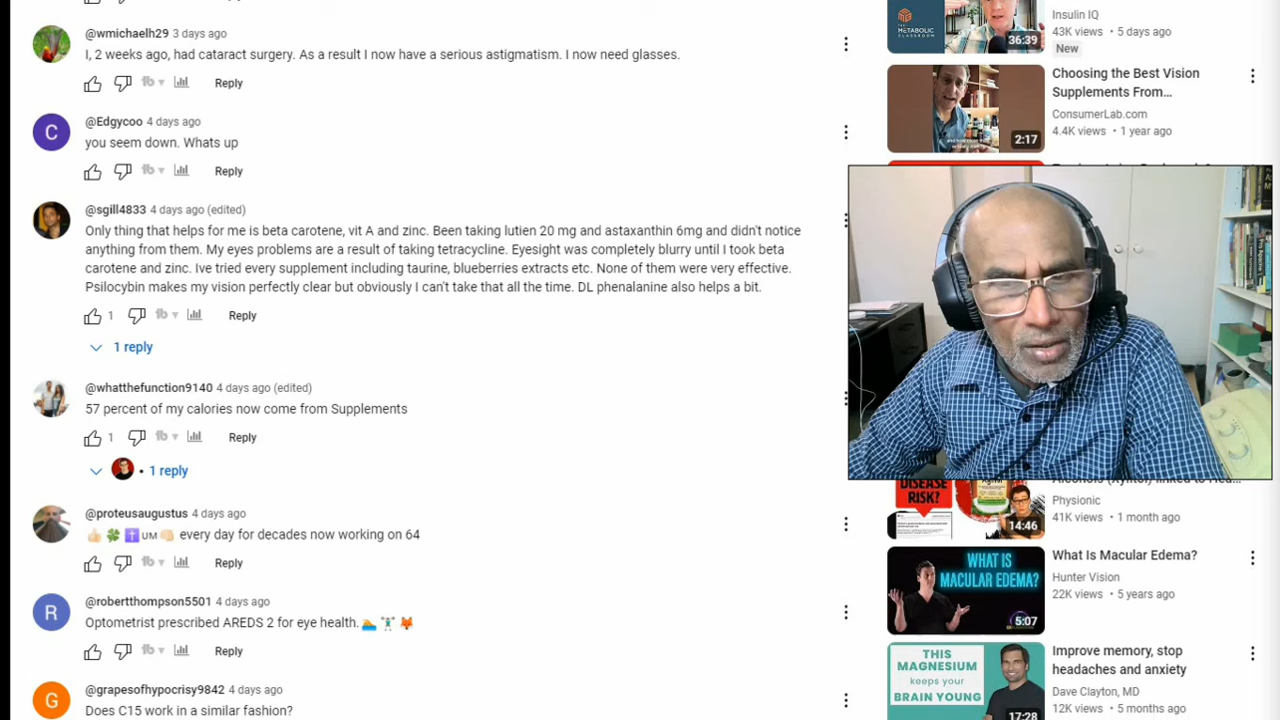 @wmichaelh29 3 days ago
I, 2 weeks ago, had cataract surgery. As a result I now have a serious astigmatism. I now need glasses.
Reply
@Edgycoo 4 days ago
C
you seem down. Whats up
Reply
@sgill4833 4 days ago (edited)
Only thing that helps for me is beta carotene, vit A and zinc. Been taking lutien 20 mg and astaxanthin 6mg and didn't notice
anything from them. My eyes problems are a result of taking tetracycline. Eyesight was completely blurry until I took beta
carotene and zinc. Ive tried every supplement including taurine, blueberries extracts etc. None of them were very effective.
Psilocybin makes my vision perfectly clear but obviously I can't take that all the time. DL phenalanine also helps a bit.
1
Reply
1 reply
@whatthefunction9140 4 days ago (edited)
57 percent of my calories now come from Supplements
1
Reply
• 1 reply
@proteusaugustus 4 days ago
👍🍀✝️UM👊 every day for decades now working on 64
Reply
@robertthompson5501 4 days ago
R
Optometrist prescribed AREDS 2 for eye health. 🏊🏋🦊
Reply
@grapesofhypocrisy9842 4 days ago
G
Does C15 work in a similar fashion?
METABOLIC
CLASSROOM
36:39
Insulin IQ
43K views • 5 days ago
New
2:17
Choosing the Best Vision
Supplements From...
ConsumerLab.com
4.4K views • 1 year ago
DISEASE
RISK?
14:46
Physionic
41K views • 1 month ago
WHAT IS
MACULAR EDEMA?
5:07
What Is Macular Edema?
Hunter Vision
22K views • 5 years ago
THIS
MAGNESIUM
keeps your
BRAIN YOUNG
17:28
Improve memory, stop
headaches and anxiety
Dave Clayton, MD
12K views • 5 months ago